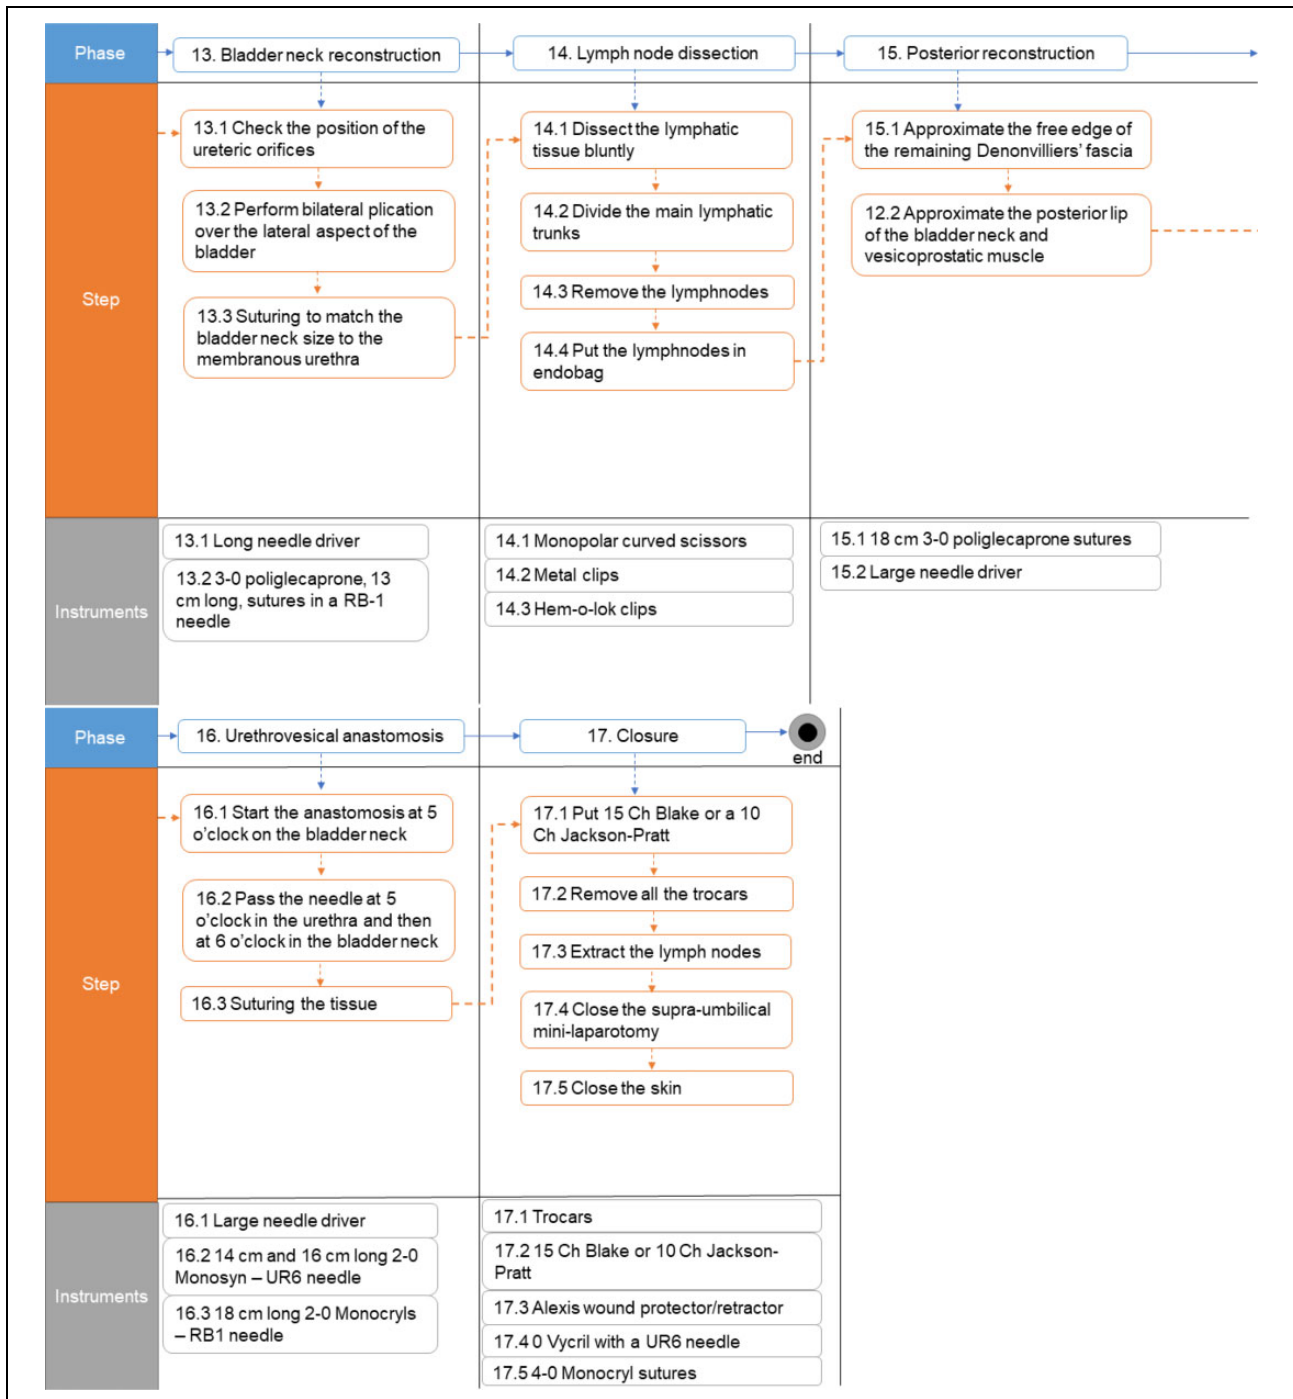 Phase
13. Bladder neck reconstruction
14. Lymph node dissection
15. Posterior reconstruction
Step
13.1 Check the position of the
ureteric orifices
13.2 Perform bilateral plication
over the lateral aspect of the
bladder
13.3 Suturing to match the
bladder neck size to the
membranous urethra
14.1 Dissect the lymphatic
tissue bluntly
14.2 Divide the main lymphatic
trunks
14.3 Remove the lymphnodes
14.4 Put the lymphnodes in
endobag
15.1 Approximate the free edge of
the remaining Denonvilliers' fascia
12.2 Approximate the posterior lip
of the bladder neck and
vesicoprostatic muscle
Instruments
13.1 Long needle driver
13.2 3-0 poliglecaprone, 13
cm long, sutures in a RB-1
needle
14.1 Monopolar curved scissors
14.2 Metal clips
14.3 Hem-o-lok clips
15.1 18 cm 3-0 poliglecaprone sutures
15.2 Large needle driver
Phase
16. Urethrovesical anastomosis
17. Closure
end
Step
16.1 Start the anastomosis at 5
o'clock on the bladder neck
16.2 Pass the needle at 5
o'clock in the urethra and then
at 6 o'clock in the bladder neck
16.3 Suturing the tissue
17.1 Put 15 Ch Blake or a 10
Ch Jackson-Pratt
17.2 Remove all the trocars
17.3 Extract the lymph nodes
17.4 Close the supra-umbilical
mini-laparotomy
17.5 Close the skin
Instruments
16.1 Large needle driver
16.2 14 cm and 16 cm long 2-0
Monosyn – UR6 needle
16.3 18 cm long 2-0 Monocryls
– RB1 needle
17.1 Trocars
17.2 15 Ch Blake or 10 Ch Jackson-
Pratt
17.3 Alexis wound protector/retractor
17.4 0 Vycril with a UR6 needle
17.5 4-0 Monocryl sutures